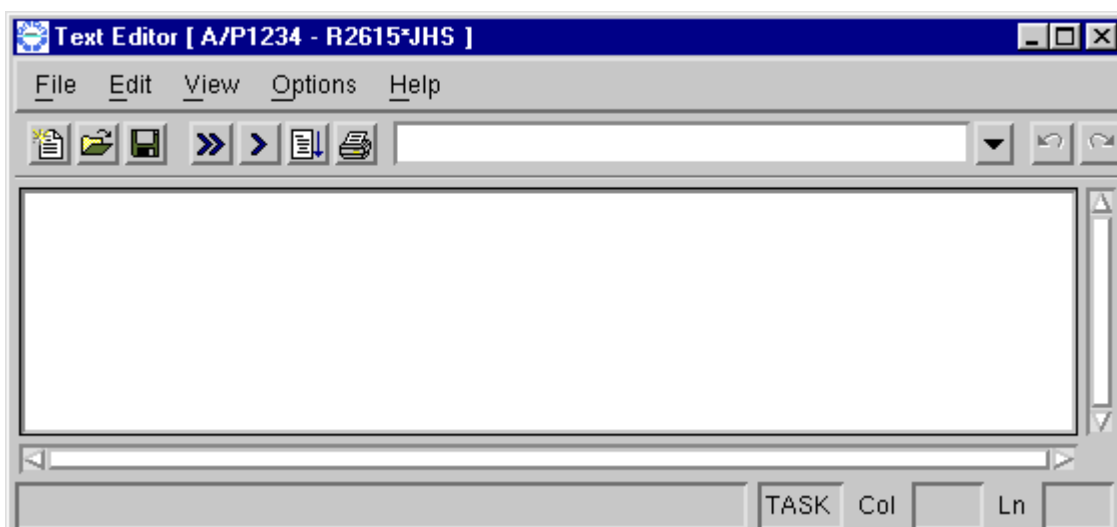 Text Editor [ A/P1234 - R2615*JHS ]
File Edit View Options Help
TASK Col Ln